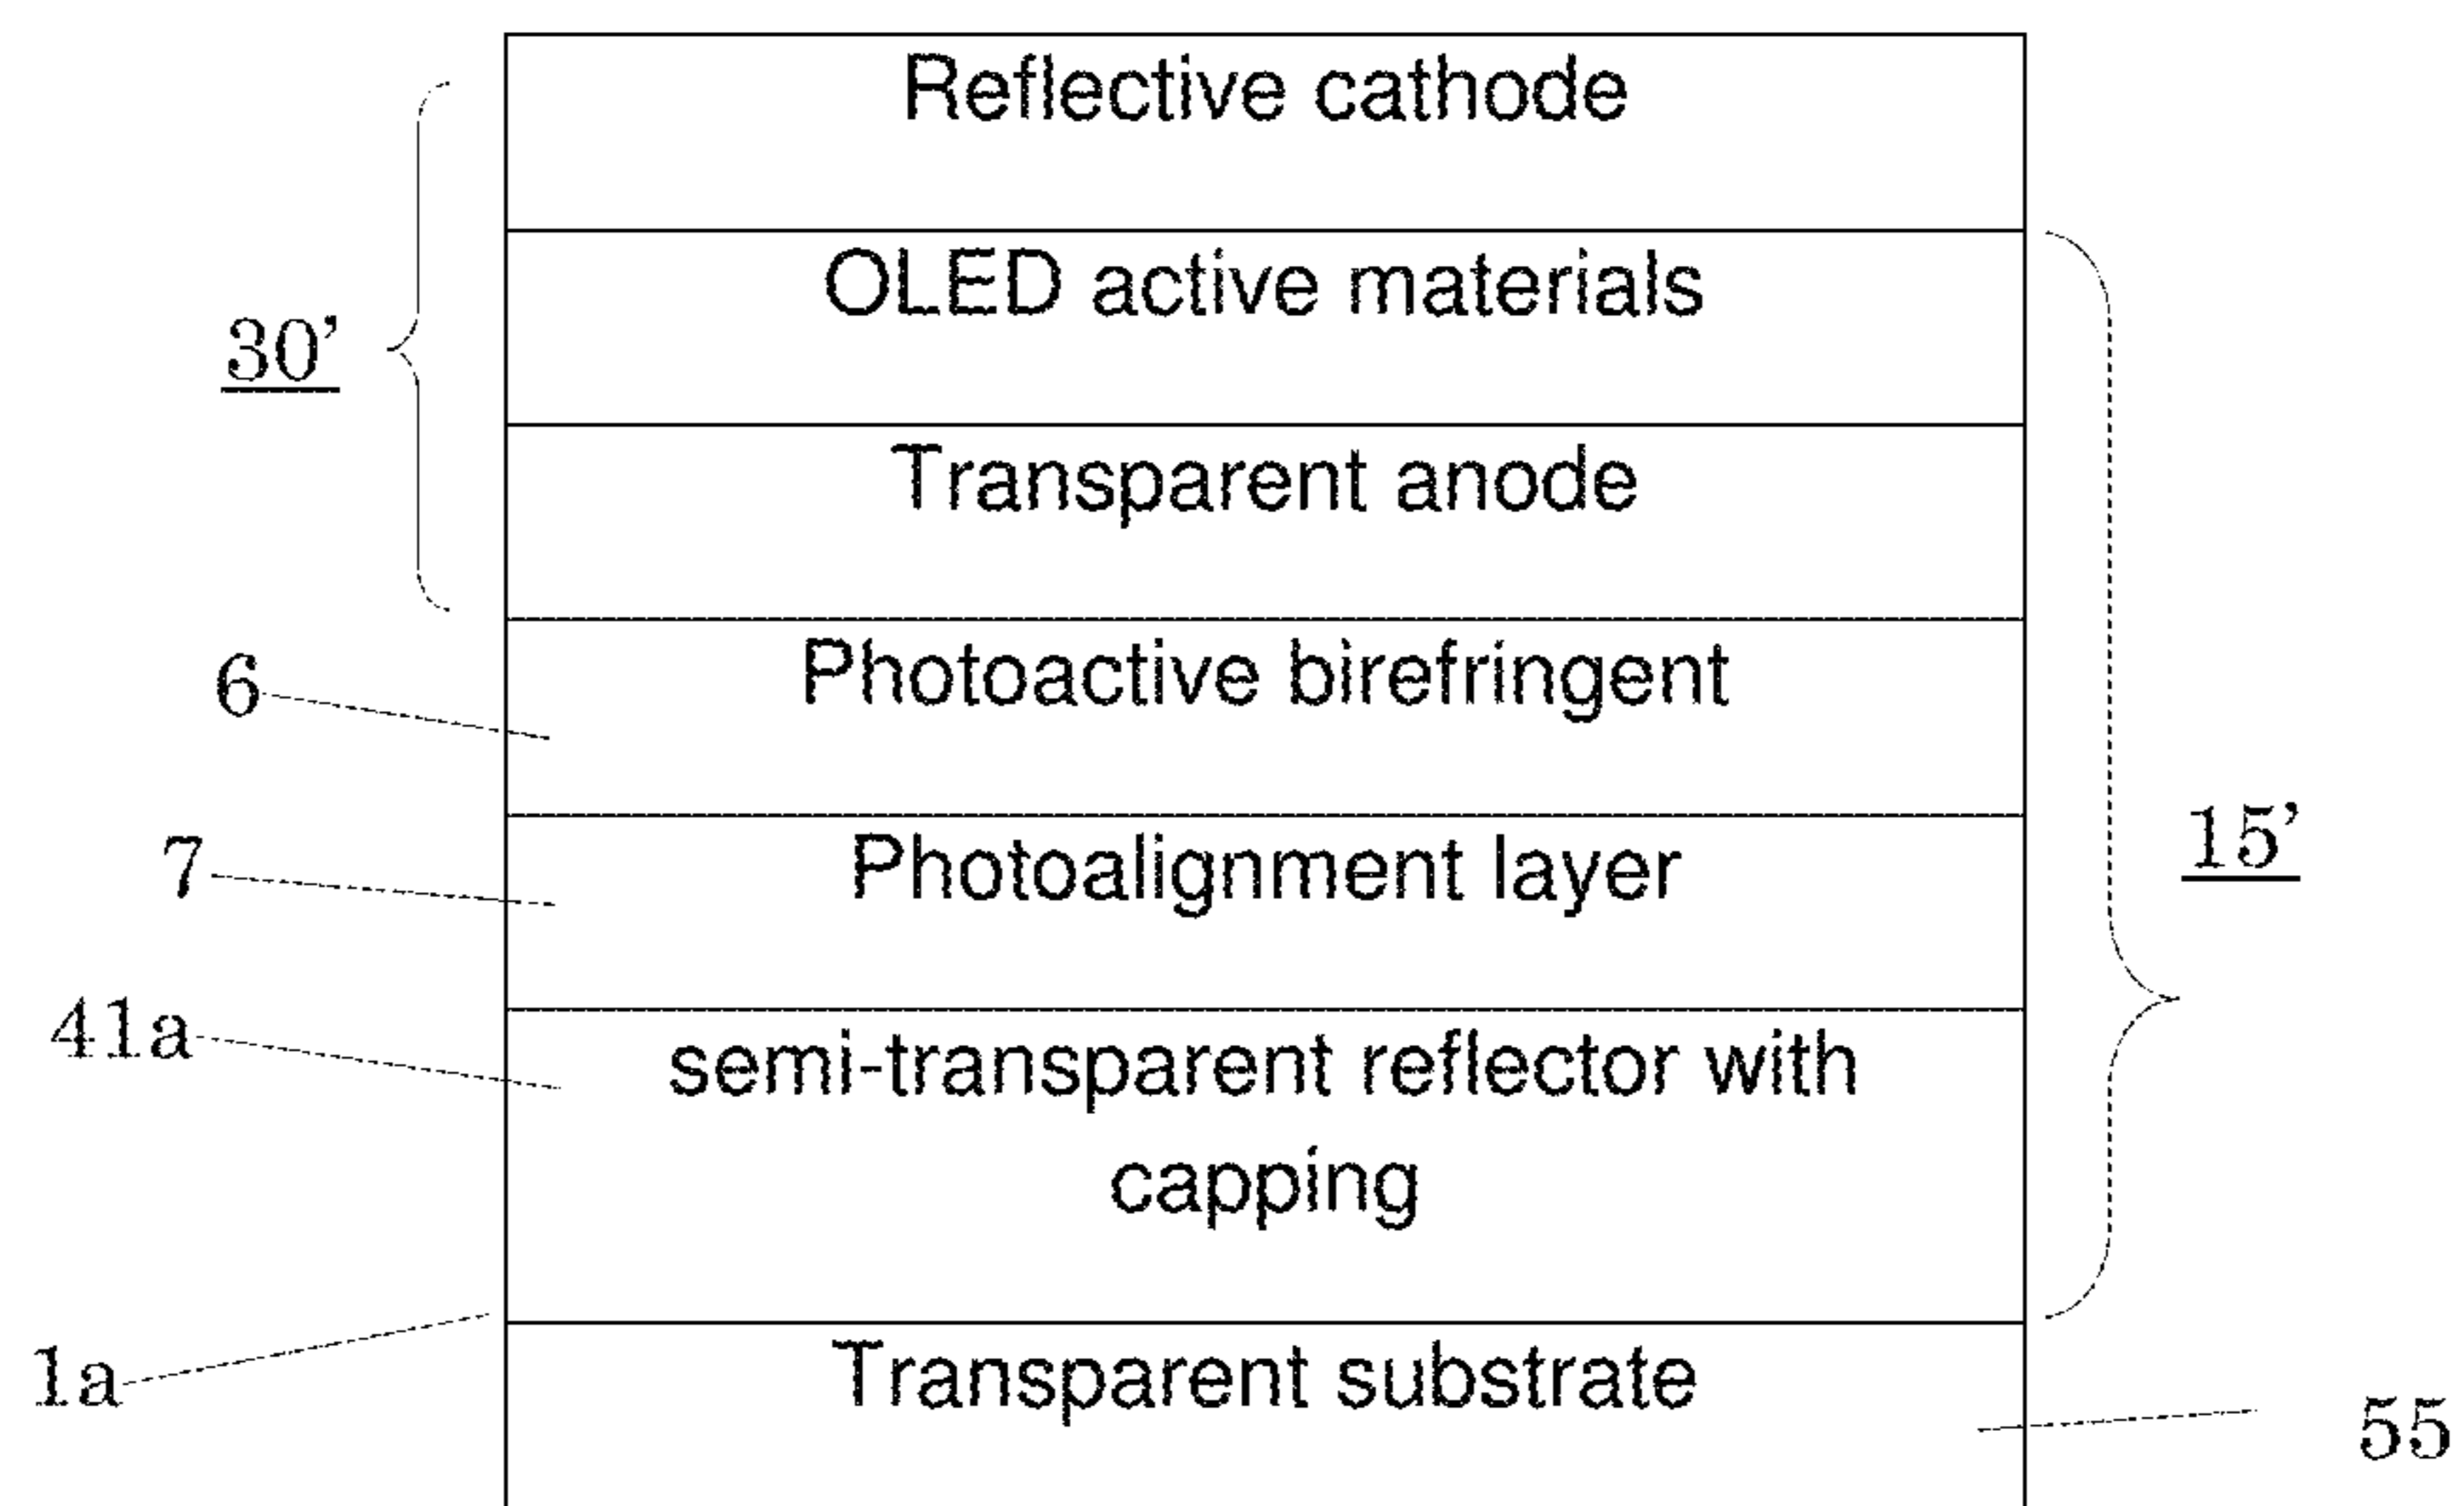 Reflective cathode
OLED active materials
30’
Transparent anode
6
Photoactive birefringent
7
Photoalignment layer
15’
41a
semi-transparent reflector with
capping
1a
Transparent substrate
55